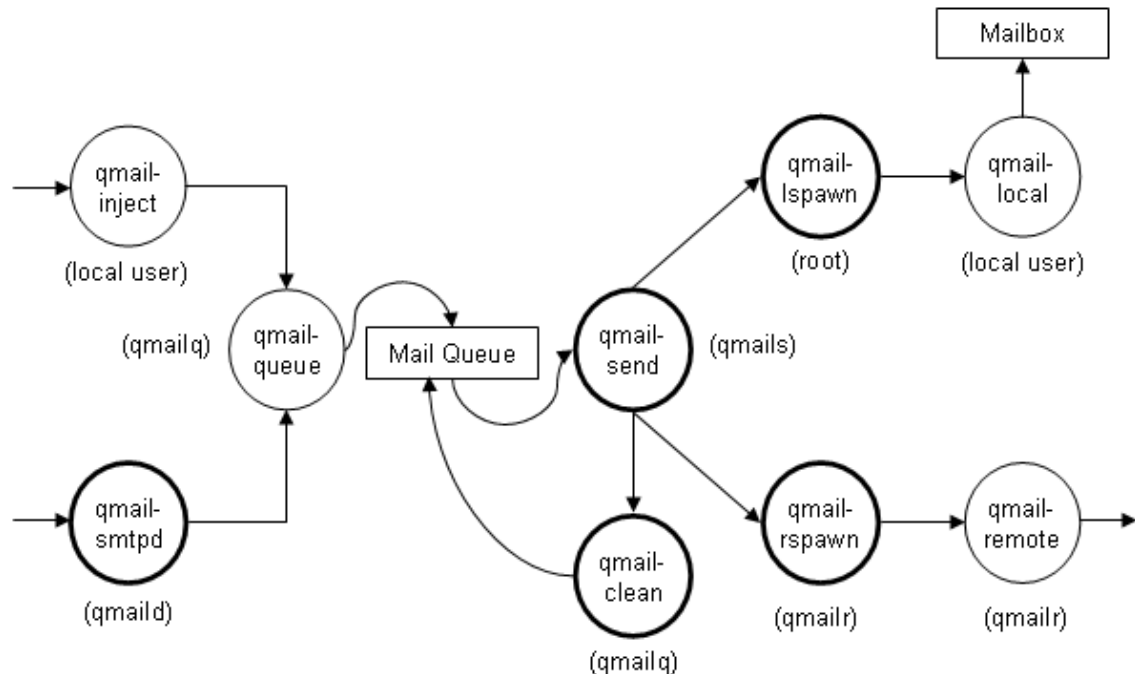 Mailbox
qmail-
inject
(local user)
qmail-
lspawn
(root)
qmail-
local
(local user)
(qmailq)
qmail-
queue
Mail Queue
qmail-
send
(qmails)
qmail-
smtpd
(qmaild)
qmail-
clean
(qmailq)
qmail-
rspawn
(qmailr)
qmail-
remote
(qmailr)